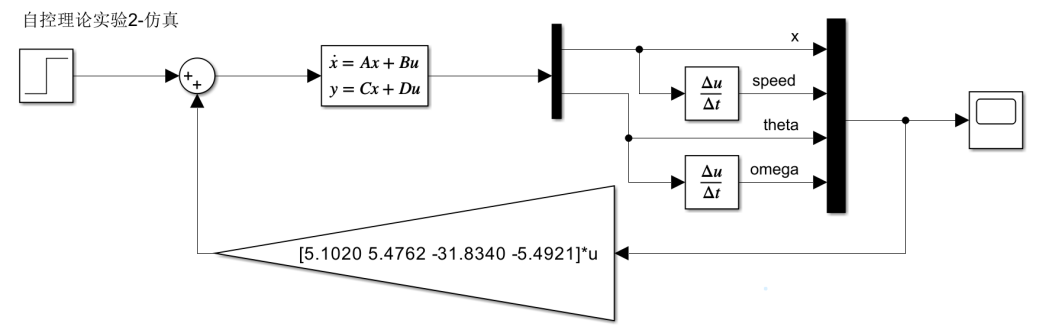 自控理论实验2-仿真
++
ẋ = Ax + Bu
y = Cx + Du
x
Δu
Δt
speed
theta
Δu
Δt
omega
[5.1020 5.4762 -31.8340 -5.4921]*u